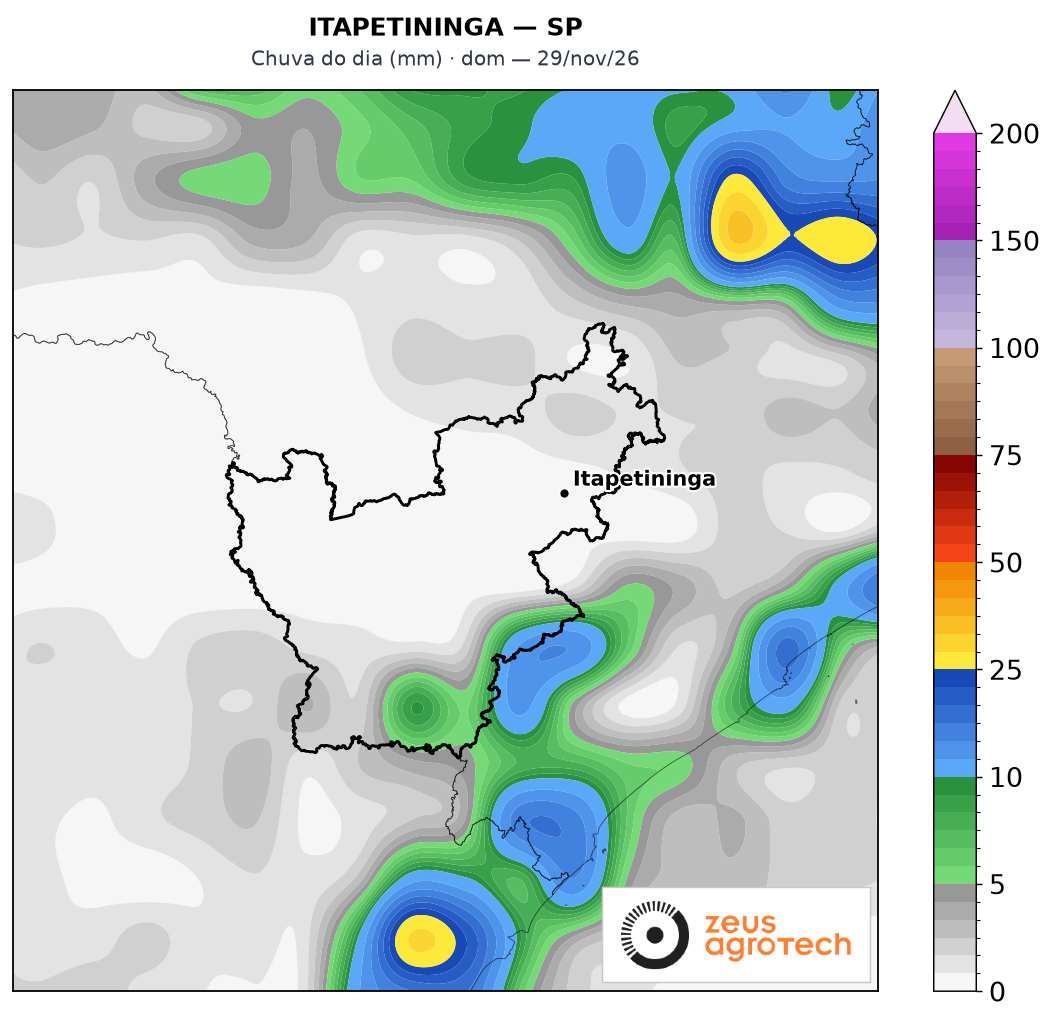 ITAPETININGA — SP
Chuva do dia (mm) · dom — 29/nov/26
200
150
100
75
50
25
10
5
0
Itapetininga
zeus
agrotech